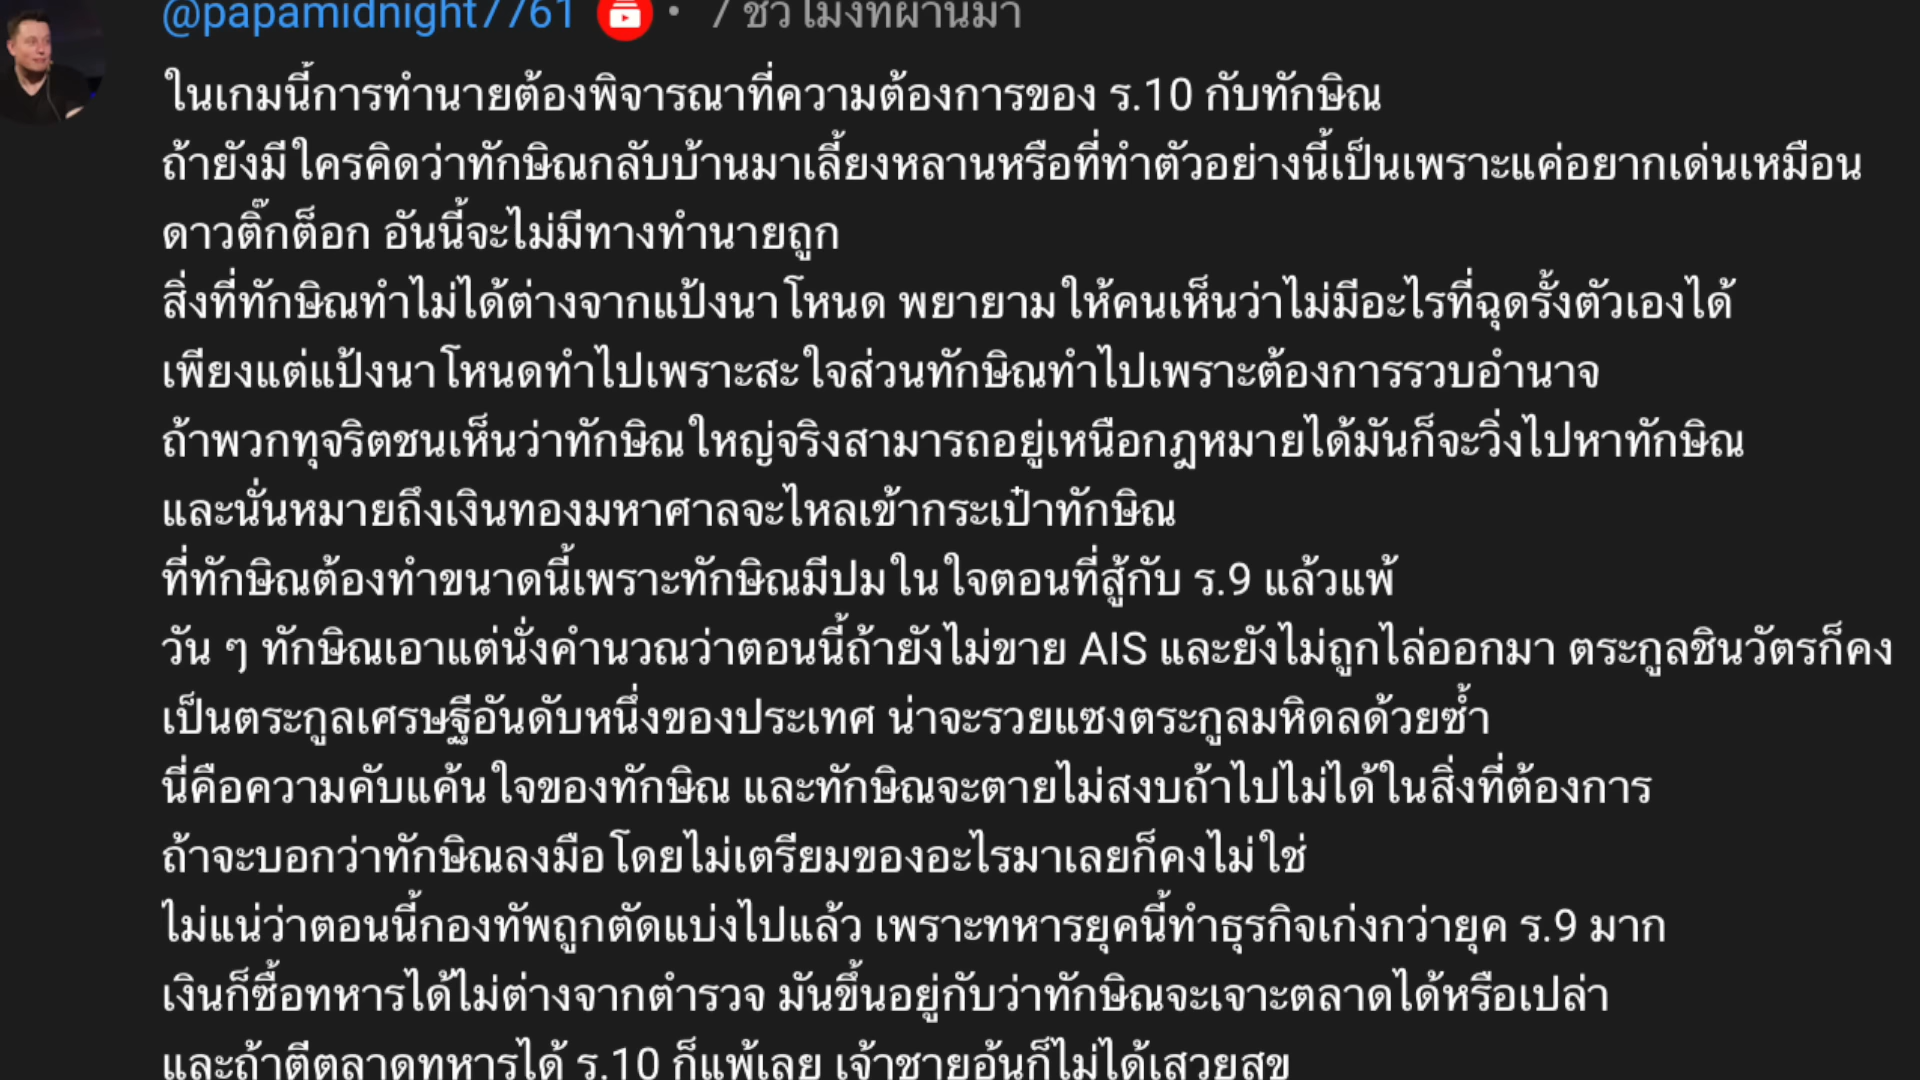 @papamidnight7761 • 7 ชั่วโมงที่ผ่านมา
ในเกมนี้การทำนายต้องพิจารณาที่ความต้องการของ ร.10 กับทักษิณ
ถ้ายังมีใครคิดว่าทักษิณกลับบ้านมาเลี้ยงหลานหรือที่ทำตัวอย่างนี้เป็นเพราะแค่อยากเด่นเหมือน
ดาวติ๊กต็อก อันนี้จะไม่มีทางทำนายถูก
สิ่งที่ทักษิณทำไม่ได้ต่างจากแป้งนาโหนด พยายามให้คนเห็นว่าไม่มีอะไรที่ฉุดรั้งตัวเองได้
เพียงแต่แป้งนาโหนดทำไปเพราะสะใจส่วนทักษิณทำไปเพราะต้องการรวบอำนาจ
ถ้าพวกทุจริตชนเห็นว่าทักษิณใหญ่จริงสามารถอยู่เหนือกฎหมายได้มันก็จะวิ่งไปหาทักษิณ
และนั่นหมายถึงเงินทองมหาศาลจะไหลเข้ากระเป๋าทักษิณ
ที่ทักษิณต้องทำขนาดนี้เพราะทักษิณมีปมในใจตอนที่สู้กับ ร.9 แล้วแพ้
วัน ๆ ทักษิณเอาแต่นั่งคำนวณว่าตอนนี้ถ้ายังไม่ขาย AIS และยังไม่ถูกไล่ออกมา ตระกูลชินวัตรก็คง
เป็นตระกูลเศรษฐีอันดับหนึ่งของประเทศ น่าจะรวยแซงตระกูลมหิดลด้วยซ้ำ
นี่คือความคับแค้นใจของทักษิณ และทักษิณจะตายไม่สงบถ้าไปไม่ได้ในสิ่งที่ต้องการ
ถ้าจะบอกว่าทักษิณลงมือโดยไม่เตรียมของอะไรมาเลยก็คงไม่ใช่
ไม่แน่ว่าตอนนี้กองทัพถูกตัดแบ่งไปแล้ว เพราะทหารยุคนี้ทำธุรกิจเก่งกว่ายุค ร.9 มาก
เงินก็ซื้อทหารได้ไม่ต่างจากตำรวจ มันขึ้นอยู่กับว่าทักษิณจะเจาะตลาดได้หรือเปล่า
และถ้าตีตลาดทหารได้ ร.10 ก็แพ้เลย เจ้าชายอ้นก็ไม่ได้เสวยสุข